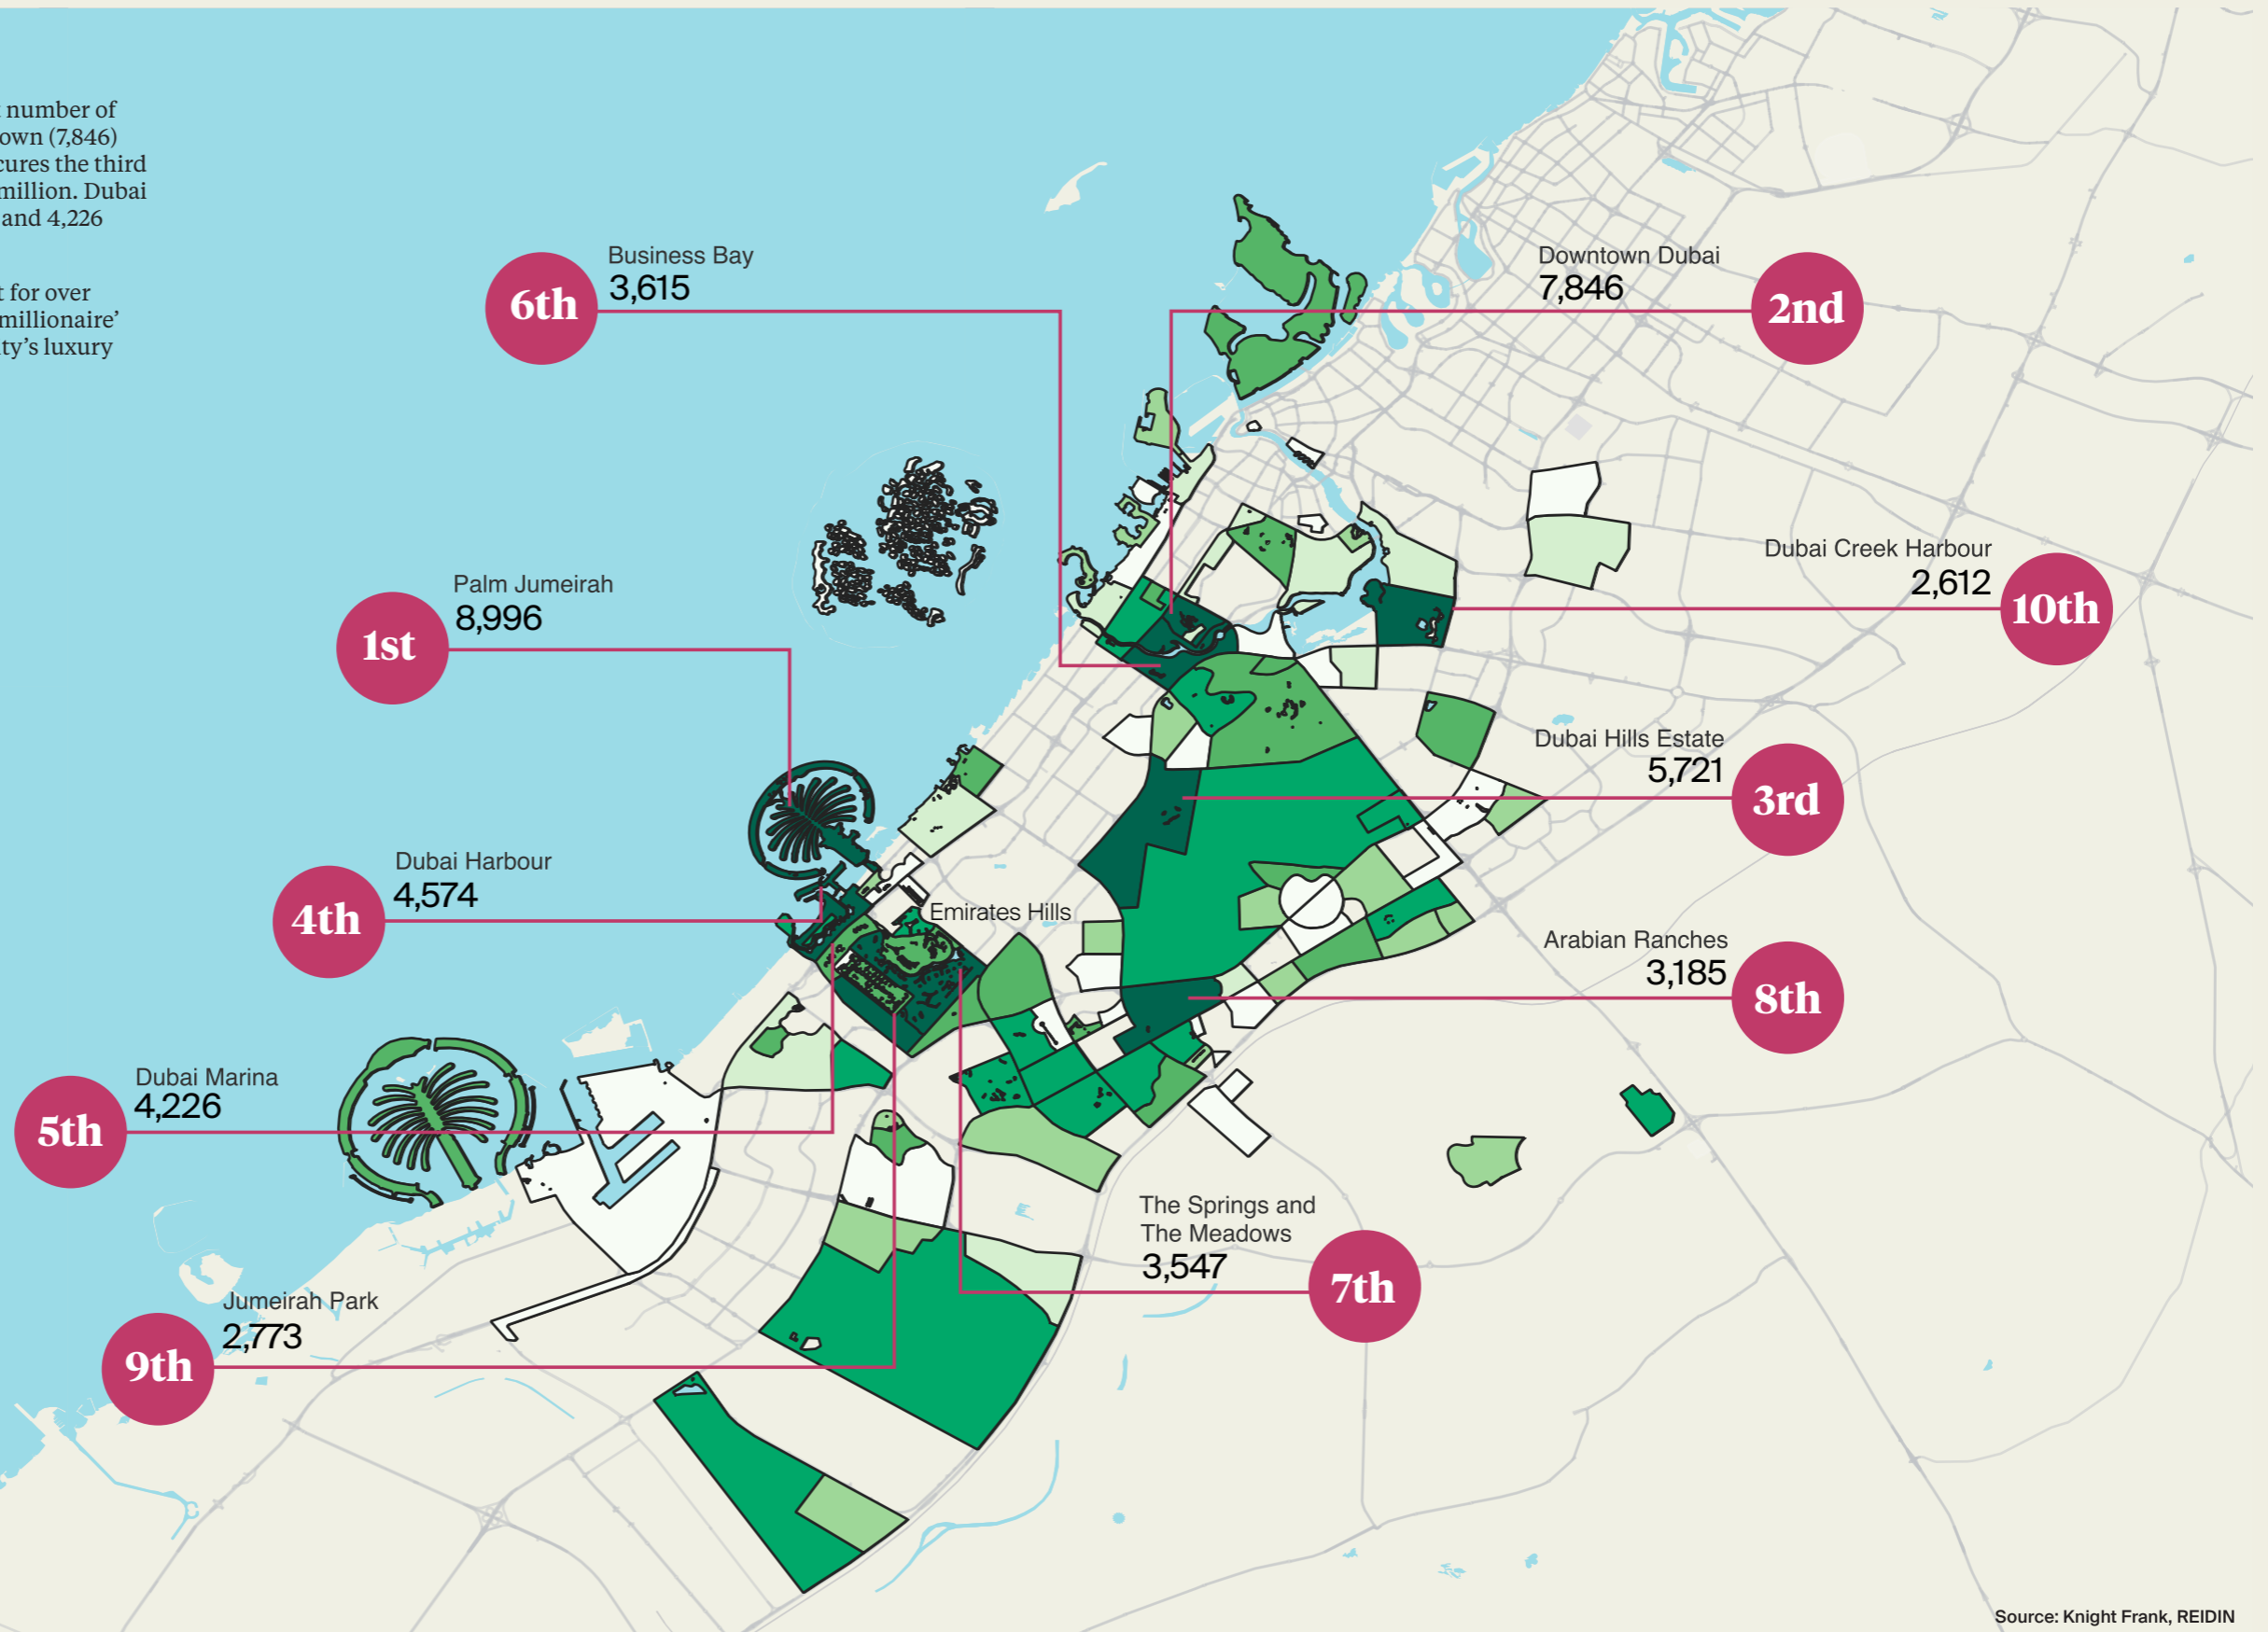 number of
own (7,846)
cures the third
million. Dubai
and 4,226
t for over
millionaire’
ty’s luxury
6th
Business Bay
3,615
Downtown Dubai
7,846
2nd
1st
Palm Jumeirah
8,996
Dubai Creek Harbour
2,612
10th
Dubai Hills Estate
5,721
3rd
4th
Dubai Harbour
4,574
Emirates Hills
Arabian Ranches
3,185
8th
5th
Dubai Marina
4,226
The Springs and
The Meadows
3,547
7th
9th
Jumeirah Park
2,773
Source: Knight Frank, REIDIN